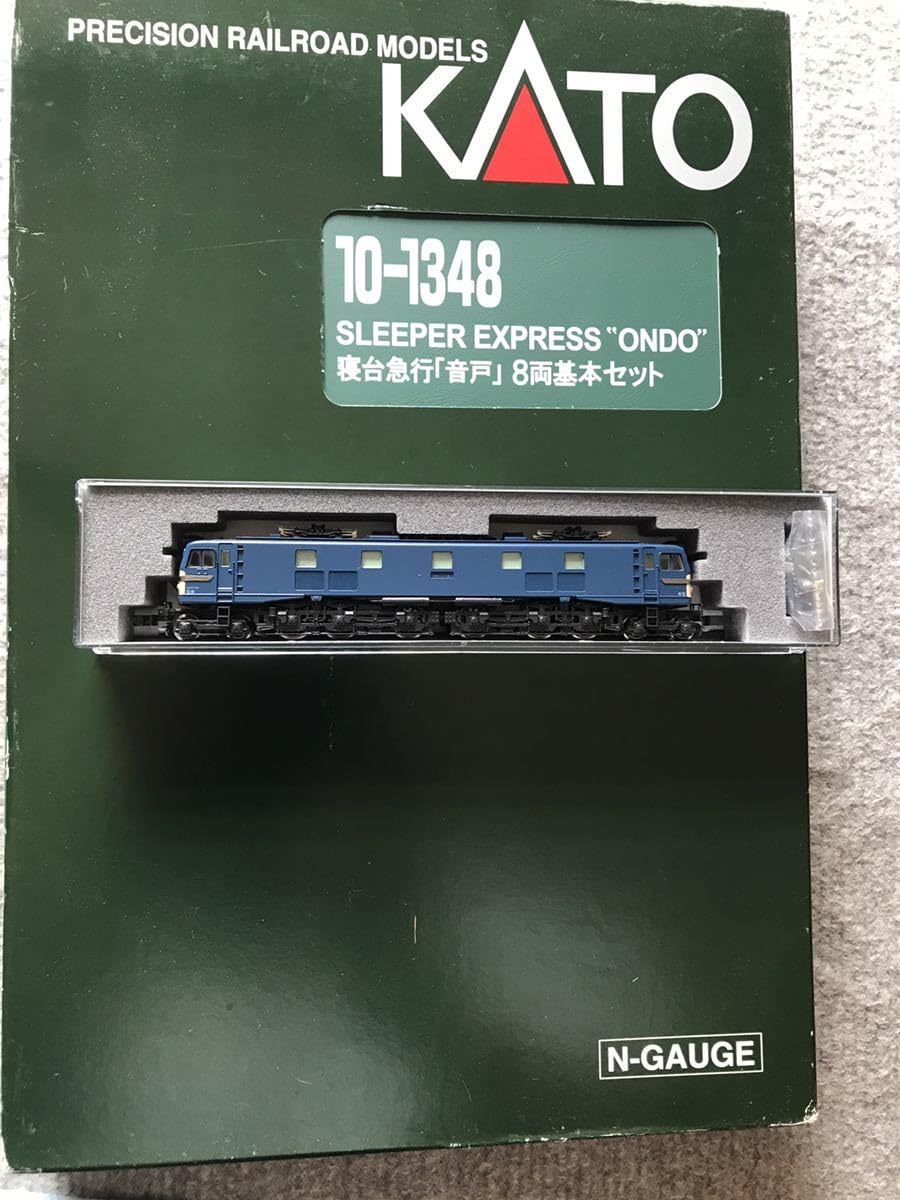 PRECISION RAILROAD MODELS
KATO
10-1348
SLEEPER EXPRESS "ONDO"
寝台急行「音戸」 8両基本セット
N-GAUGE